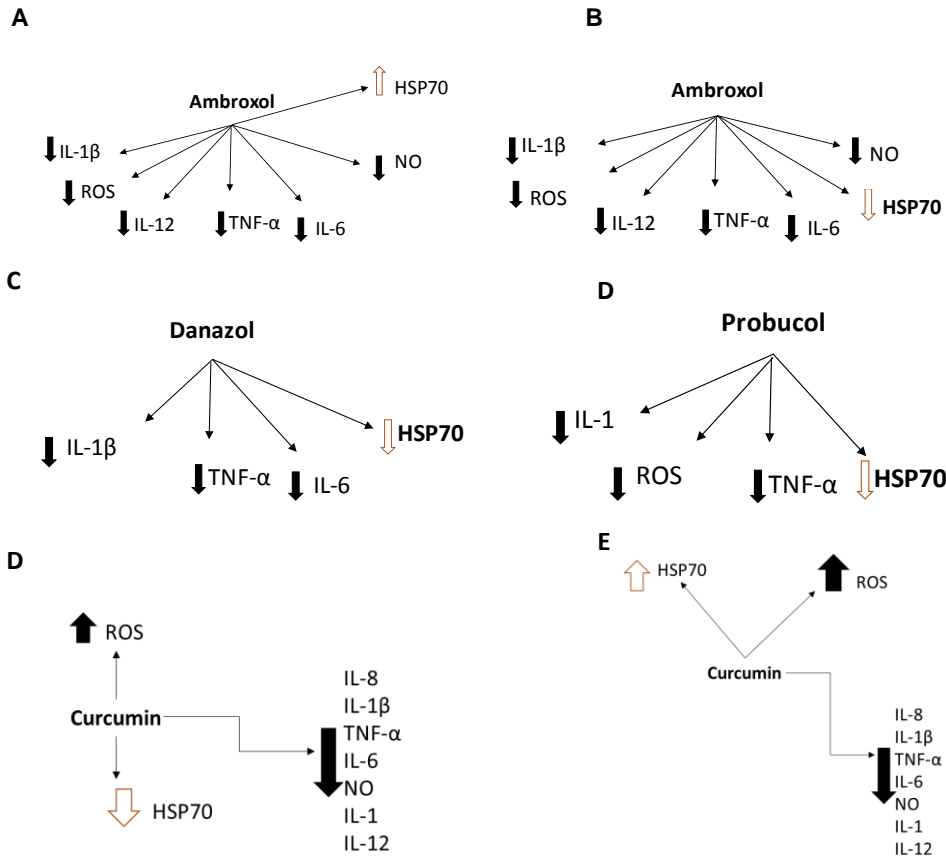 A
HSP70
Ambroxol
IL-1β
ROS
IL-12
TNF-α
IL-6
NO
B
Ambroxol
IL-1β
ROS
IL-12
TNF-α
IL-6
NO
HSP70
C
Danazol
IL-1β
TNF-α
IL-6
HSP70
D
Probucol
IL-1
ROS
TNF-α
HSP70
D
ROS
Curcumin
HSP70
IL-8
IL-1β
TNF-α
IL-6
NO
IL-1
IL-12
E
HSP70
ROS
Curcumin
IL-8
IL-1β
TNF-α
IL-6
NO
IL-1
IL-12